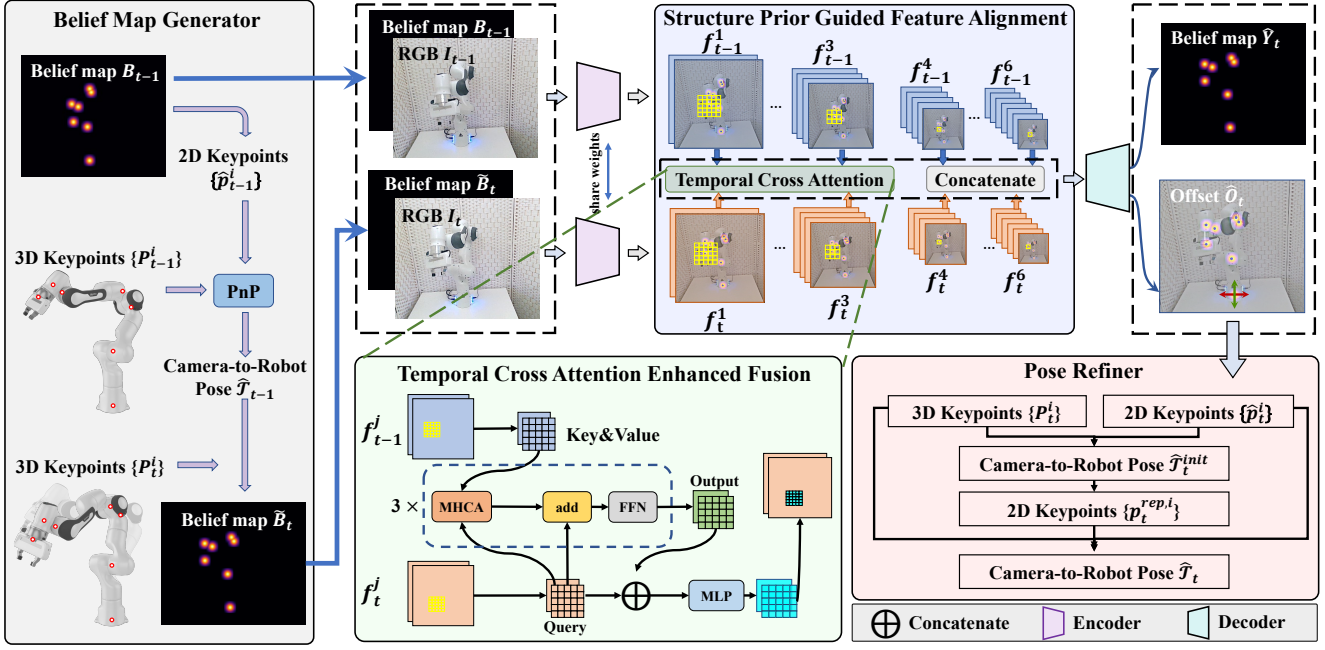 Belief Map Generator
Belief map B_{t-1}
2D Keypoints
{p̂^i_{t-1}}
3D Keypoints {P^i_{t-1}}
PnP
Camera-to-Robot
Pose 𝒯̂_{t-1}
3D Keypoints {P^i_t}
Belief map B̃_t
Belief map B_{t-1}
RGB I_{t-1}
Belief map B̃_t
RGB I_t
share weights
Structure Prior Guided Feature Alignment
f^1_{t-1}
f^3_{t-1}
f^4_{t-1}
f^6_{t-1}
...
...
...
Temporal Cross Attention
Concatenate
...
...
...
f^1_t
f^3_t
f^4_t
f^6_t
Belief map Ŷ_t
Offset Ô_t
Temporal Cross Attention Enhanced Fusion
f^j_{t-1}
Key&Value
3 ×
MHCA
add
FFN
Output
f^j_t
Query
MLP
Pose Refiner
3D Keypoints {P^i_t}
2D Keypoints {p̂^i_t}
Camera-to-Robot Pose 𝒯̂^{init}_t
2D Keypoints {p^{rep,i}_t}
Camera-to-Robot Pose 𝒯̂_t
Concatenate
Encoder
Decoder